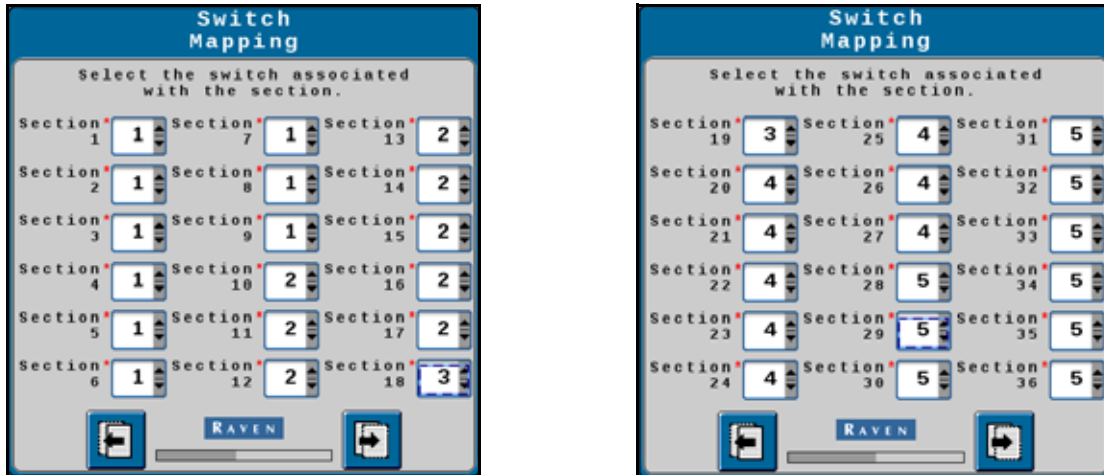 Switch
Mapping
Select the switch associated
with the section.
Section* 1 1 Section* 7 1 Section* 13 2
Section* 2 1 Section* 8 1 Section* 14 2
Section* 3 1 Section* 9 1 Section* 15 2
Section* 4 1 Section* 10 2 Section* 16 2
Section* 5 1 Section* 11 2 Section* 17 2
Section* 6 1 Section* 12 2 Section* 18 3
RAVEN
Switch
Mapping
Select the switch associated
with the section.
Section* 19 3 Section* 25 4 Section* 31 5
Section* 20 4 Section* 26 4 Section* 32 5
Section* 21 4 Section* 27 4 Section* 33 5
Section* 22 4 Section* 28 5 Section* 34 5
Section* 23 4 Section* 29 5 Section* 35 5
Section* 24 4 Section* 30 5 Section* 36 5
RAVEN